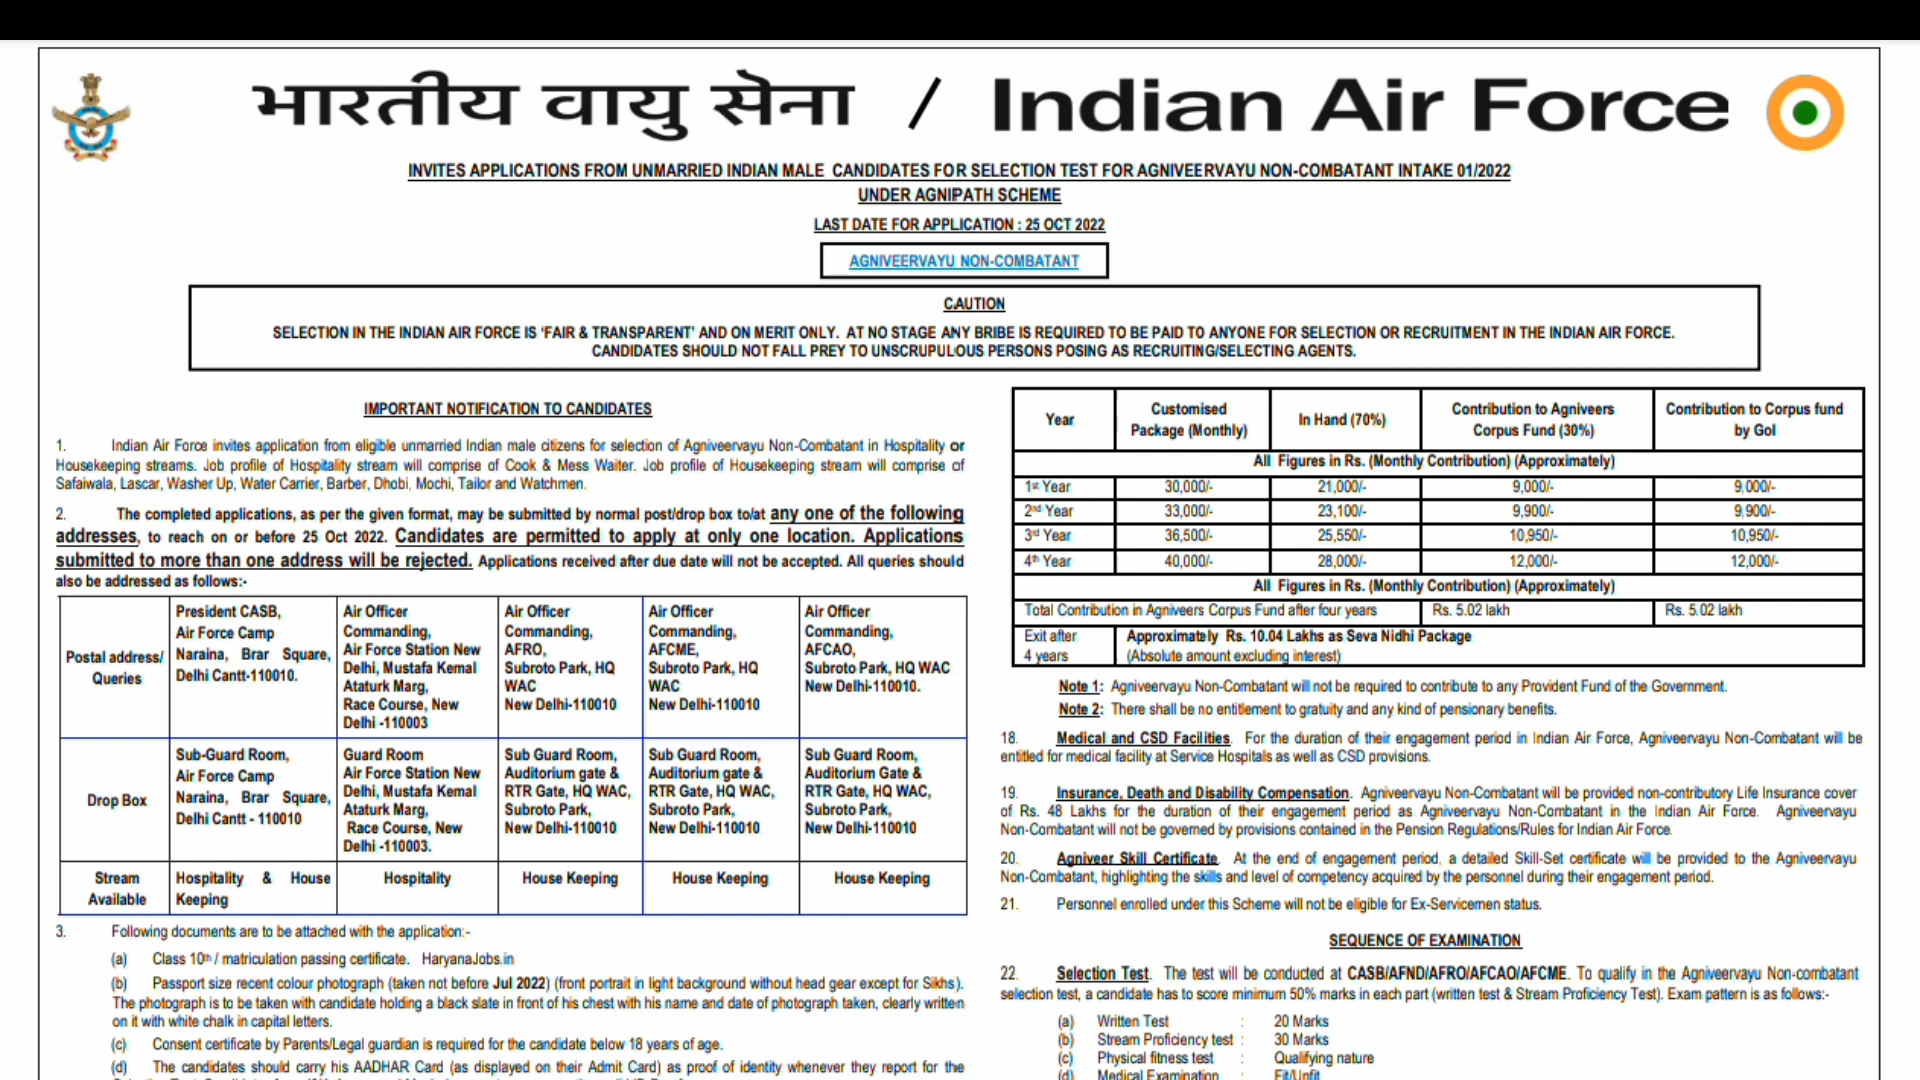 भारतीय वायु सेना / Indian Air Force
INVITES APPLICATIONS FROM UNMARRIED INDIAN MALE CANDIDATES FOR SELECTION TEST FOR AGNIVEERVAYU NON-COMBATANT INTAKE 01/2022
UNDER AGNIPATH SCHEME
LAST DATE FOR APPLICATION : 25 OCT 2022
AGNIVEERVAYU NON-COMBATANT
CAUTION
SELECTION IN THE INDIAN AIR FORCE IS ‘FAIR & TRANSPARENT’ AND ON MERIT ONLY. AT NO STAGE ANY BRIBE IS REQUIRED TO BE PAID TO ANYONE FOR SELECTION OR RECRUITMENT IN THE INDIAN AIR FORCE.
CANDIDATES SHOULD NOT FALL PREY TO UNSCRUPULOUS PERSONS POSING AS RECRUITING/SELECTING AGENTS.
IMPORTANT NOTIFICATION TO CANDIDATES
1. Indian Air Force invites application from eligible unmarried Indian male citizens for selection of Agniveervayu Non-Combatant in Hospitality or
Housekeeping streams. Job profile of Hospitality stream will comprise of Cook & Mess Waiter. Job profile of Housekeeping stream will comprise of
Safaiwala, Lascar, Washer Up, Water Carrier, Barber, Dhobi, Mochi, Tailor and Watchmen.
2. The completed applications, as per the given format, may be submitted by normal post/drop box to/at any one of the following
addresses, to reach on or before 25 Oct 2022. Candidates are permitted to apply at only one location. Applications
submitted to more than one address will be rejected. Applications received after due date will not be accepted. All queries should
also be addressed as follows:-
Postal address/
Queries
President CASB,
Air Force Camp
Naraina, Brar Square,
Delhi Cantt-110010.
Air Officer
Commanding,
Air Force Station New
Delhi, Mustafa Kemal
Ataturk Marg,
Race Course, New
Delhi -110003
Air Officer
Commanding,
AFRO,
Subroto Park, HQ
WAC
New Delhi-110010
Air Officer
Commanding,
AFCME,
Subroto Park, HQ
WAC
New Delhi-110010
Air Officer
Commanding,
AFCAO,
Subroto Park, HQ WAC
New Delhi-110010.
Drop Box
Sub-Guard Room,
Air Force Camp
Naraina, Brar Square,
Delhi Cantt - 110010
Guard Room
Air Force Station New
Delhi, Mustafa Kemal
Ataturk Marg,
Race Course, New
Delhi -110003.
Sub Guard Room,
Auditorium gate &
RTR Gate, HQ WAC,
Subroto Park,
New Delhi-110010
Sub Guard Room,
Auditorium gate &
RTR Gate, HQ WAC,
Subroto Park,
New Delhi-110010
Sub Guard Room,
Auditorium Gate &
RTR Gate, HQ WAC,
Subroto Park,
New Delhi-110010
Stream
Available
Hospitality & House
Keeping
Hospitality
House Keeping
House Keeping
House Keeping
3. Following documents are to be attached with the application:-
(a) Class 10th / matriculation passing certificate. HaryanaJobs.in
(b) Passport size recent colour photograph (taken not before Jul 2022) (front portrait in light background without head gear except for Sikhs).
The photograph is to be taken with candidate holding a black slate in front of his chest with his name and date of photograph taken, clearly written
on it with white chalk in capital letters.
(c) Consent certificate by Parents/Legal guardian is required for the candidate below 18 years of age.
(d) The candidates should carry his AADHAR Card (as displayed on their Admit Card) as proof of identity whenever they report for the
Year
Customised
Package (Monthly)
In Hand (70%)
Contribution to Agniveers
Corpus Fund (30%)
Contribution to Corpus fund
by GoI
All Figures in Rs. (Monthly Contribution) (Approximately)
1st Year 30,000/- 21,000/- 9,000/- 9,000/-
2nd Year 33,000/- 23,100/- 9,900/- 9,900/-
3rd Year 36,500/- 25,550/- 10,950/- 10,950/-
4th Year 40,000/- 28,000/- 12,000/- 12,000/-
All Figures in Rs. (Monthly Contribution) (Approximately)
Total Contribution in Agniveers Corpus Fund after four years Rs. 5.02 lakh Rs. 5.02 lakh
Exit after
4 years
Approximately Rs. 10.04 Lakhs as Seva Nidhi Package
(Absolute amount excluding interest)
Note 1: Agniveervayu Non-Combatant will not be required to contribute to any Provident Fund of the Government.
Note 2: There shall be no entitlement to gratuity and any kind of pensionary benefits.
18. Medical and CSD Facilities. For the duration of their engagement period in Indian Air Force, Agniveervayu Non-Combatant will be
entitled for medical facility at Service Hospitals as well as CSD provisions.
19. Insurance, Death and Disability Compensation. Agniveervayu Non-Combatant will be provided non-contributory Life Insurance cover
of Rs. 48 Lakhs for the duration of their engagement period as Agniveervayu Non-Combatant in the Indian Air Force. Agniveervayu
Non-Combatant will not be governed by provisions contained in the Pension Regulations/Rules for Indian Air Force.
20. Agniveer Skill Certificate. At the end of engagement period, a detailed Skill-Set certificate will be provided to the Agniveervayu
Non-Combatant, highlighting the skills and level of competency acquired by the personnel during their engagement period.
21. Personnel enrolled under this Scheme will not be eligible for Ex-Servicemen status.
SEQUENCE OF EXAMINATION
22. Selection Test. The test will be conducted at CASB/AFND/AFRO/AFCAO/AFCME. To qualify in the Agniveervayu Non-combatant
selection test, a candidate has to score minimum 50% marks in each part (written test & Stream Proficiency Test). Exam pattern is as follows:-
(a) Written Test : 20 Marks
(b) Stream Proficiency test : 30 Marks
(c) Physical fitness test : Qualifying nature
(d) Medical Examination : Fit/Unfit